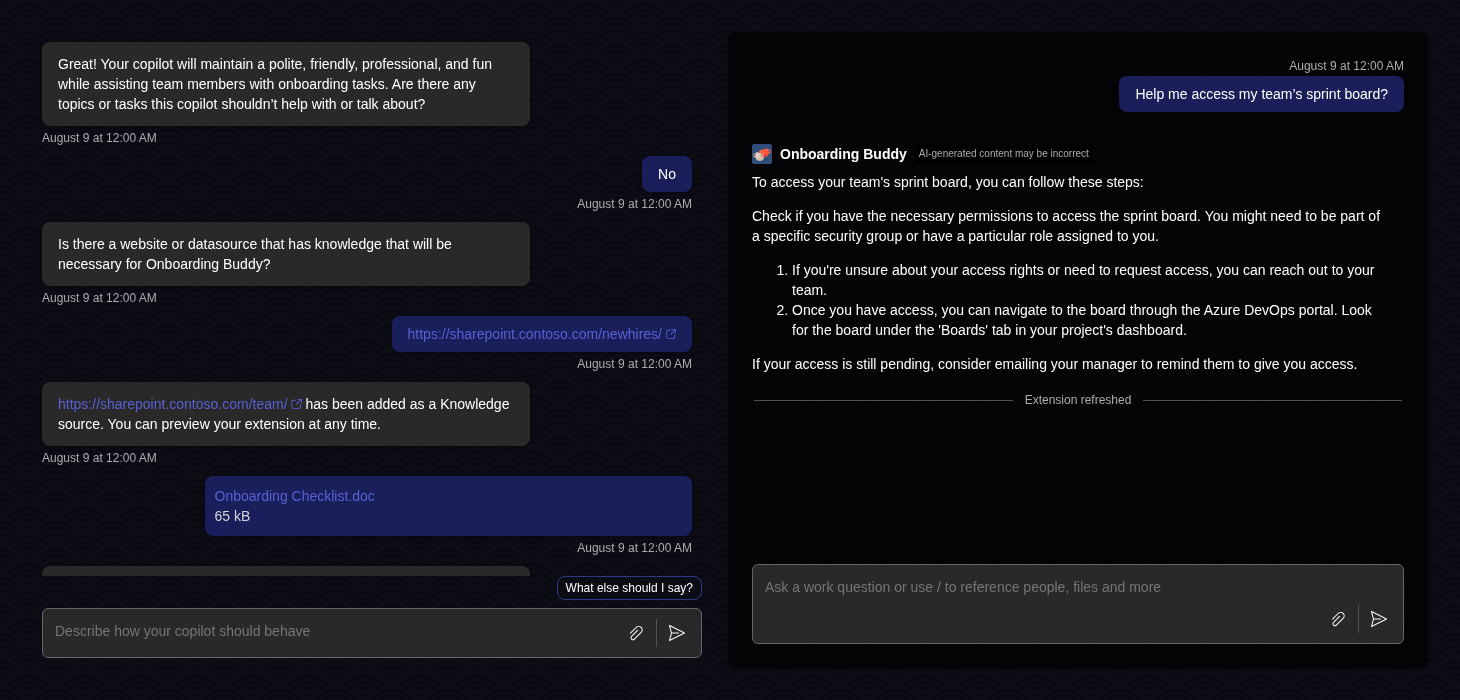 Great! Your copilot will maintain a polite, friendly, professional, and fun
while assisting team members with onboarding tasks. Are there any
topics or tasks this copilot shouldn’t help with or talk about?
August 9 at 12:00 AM
No
August 9 at 12:00 AM
Is there a website or datasource that has knowledge that will be
necessary for Onboarding Buddy?
August 9 at 12:00 AM
https://sharepoint.contoso.com/newhires/
August 9 at 12:00 AM
https://sharepoint.contoso.com/team/ has been added as a Knowledge
source. You can preview your extension at any time.
August 9 at 12:00 AM
Onboarding Checklist.doc
65 kB
August 9 at 12:00 AM
What else should I say?
Describe how your copilot should behave
August 9 at 12:00 AM
Help me access my team’s sprint board?
Onboarding Buddy AI-generated content may be incorrect
To access your team's sprint board, you can follow these steps:
Check if you have the necessary permissions to access the sprint board. You might need to be part of
a specific security group or have a particular role assigned to you.
1. If you're unsure about your access rights or need to request access, you can reach out to your
team.
2. Once you have access, you can navigate to the board through the Azure DevOps portal. Look
for the board under the 'Boards' tab in your project's dashboard.
If your access is still pending, consider emailing your manager to remind them to give you access.
Extension refreshed
Ask a work question or use / to reference people, files and more